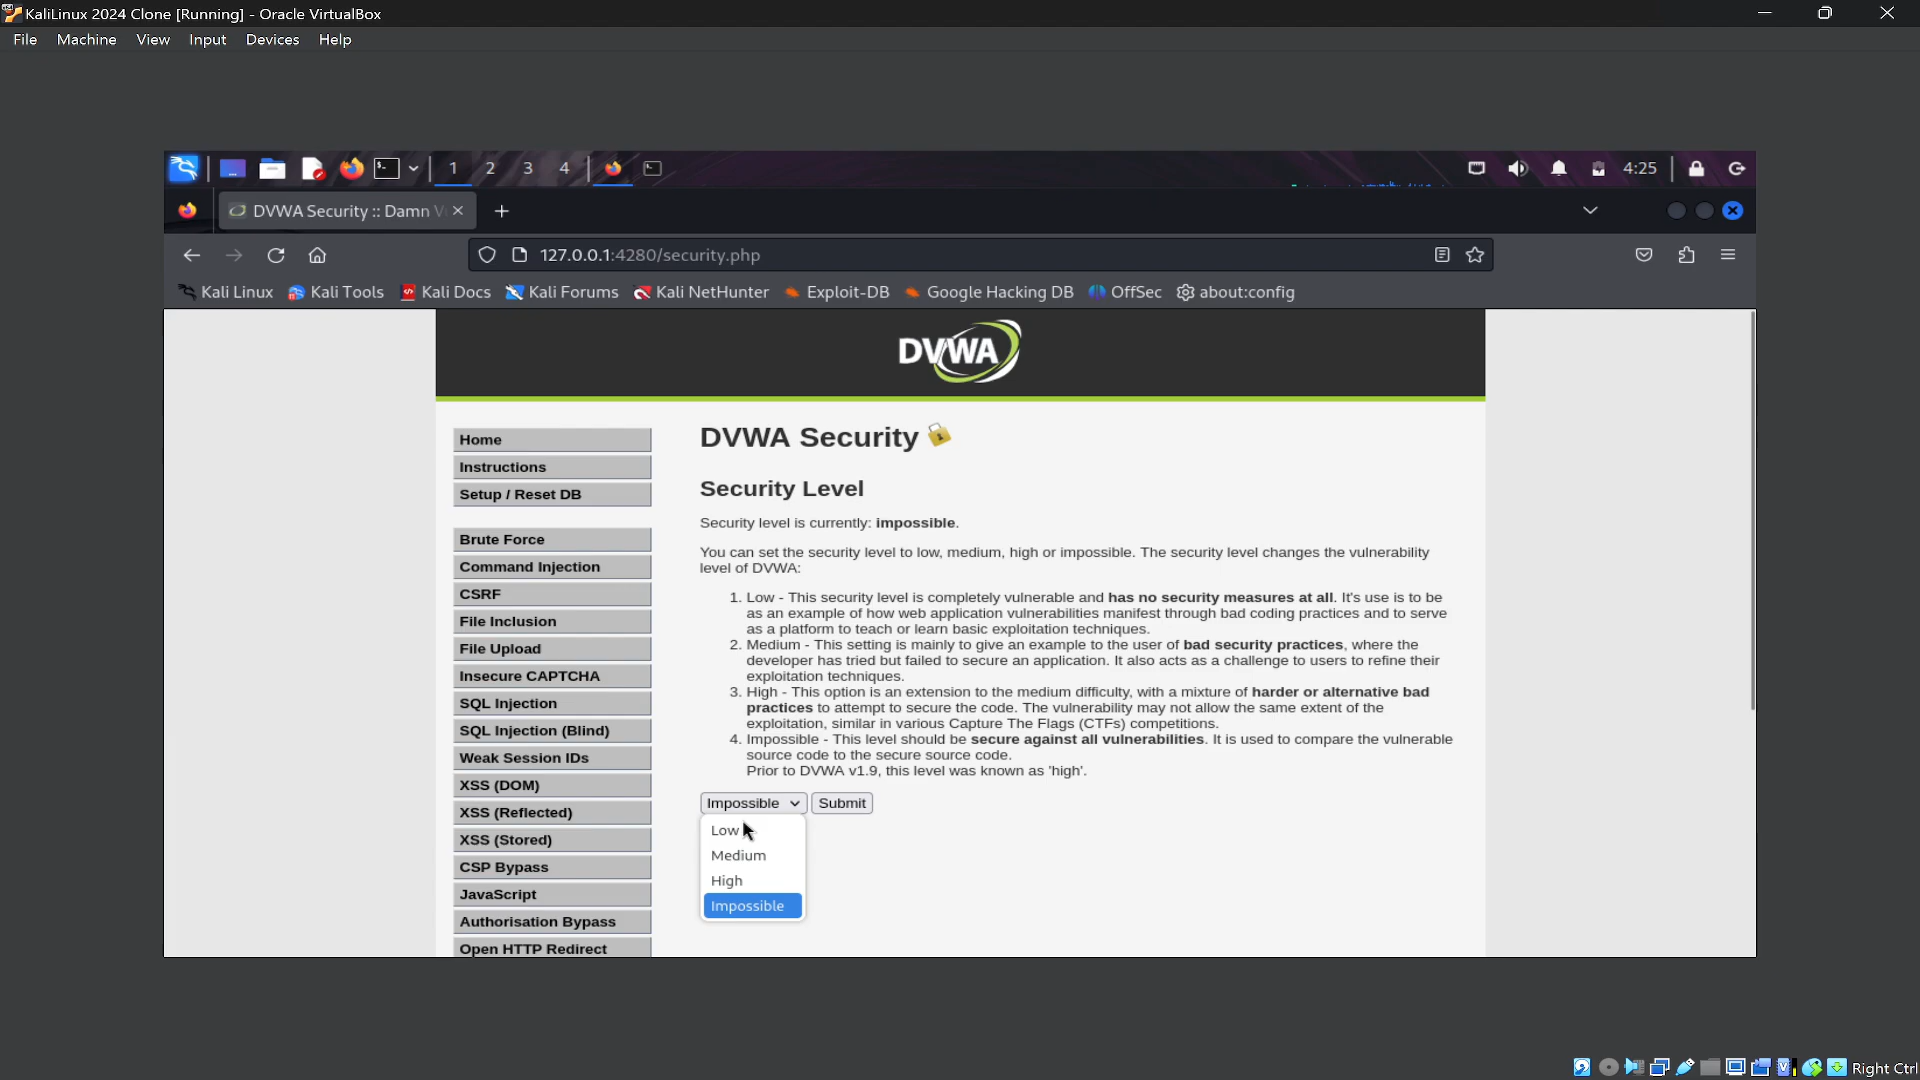 KaliLinux 2024 Clone [Running] - Oracle VirtualBox
File Machine View Input Devices Help
1 2 3 4 4:25
DVWA Security :: Damn
127.0.0.1:4280/security.php
Kali Linux Kali Tools Kali Docs Kali Forums Kali NetHunter Exploit-DB Google Hacking DB OffSec about:config
DVWA
Home
Instructions
Setup / Reset DB
Brute Force
Command Injection
CSRF
File Inclusion
File Upload
Insecure CAPTCHA
SQL Injection
SQL Injection (Blind)
Weak Session IDs
XSS (DOM)
XSS (Reflected)
XSS (Stored)
CSP Bypass
JavaScript
Authorisation Bypass
Open HTTP Redirect
DVWA Security
Security Level
Security level is currently: impossible.
You can set the security level to low, medium, high or impossible. The security level changes the vulnerability
level of DVWA:
1. Low - This security level is completely vulnerable and has no security measures at all. It's use is to be
as an example of how web application vulnerabilities manifest through bad coding practices and to serve
as a platform to teach or learn basic exploitation techniques.
2. Medium - This setting is mainly to give an example to the user of bad security practices, where the
developer has tried but failed to secure an application. It also acts as a challenge to users to refine their
exploitation techniques.
3. High - This option is an extension to the medium difficulty, with a mixture of harder or alternative bad
practices to attempt to secure the code. The vulnerability may not allow the same extent of the
exploitation, similar in various Capture The Flags (CTFs) competitions.
4. Impossible - This level should be secure against all vulnerabilities. It is used to compare the vulnerable
source code to the secure source code.
Prior to DVWA v1.9, this level was known as 'high'.
Impossible Submit
Low
Medium
High
Impossible
Right Ctrl